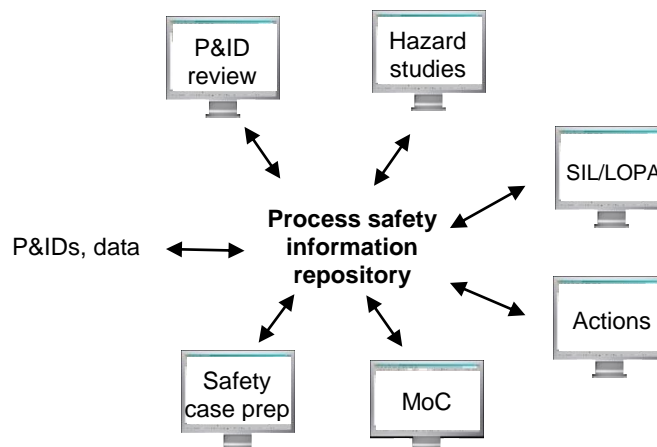 P&ID
review
Hazard
studies
SIL/LOPA
Process safety
information
repository
P&IDs, data
Actions
Safety
case prep
MoC